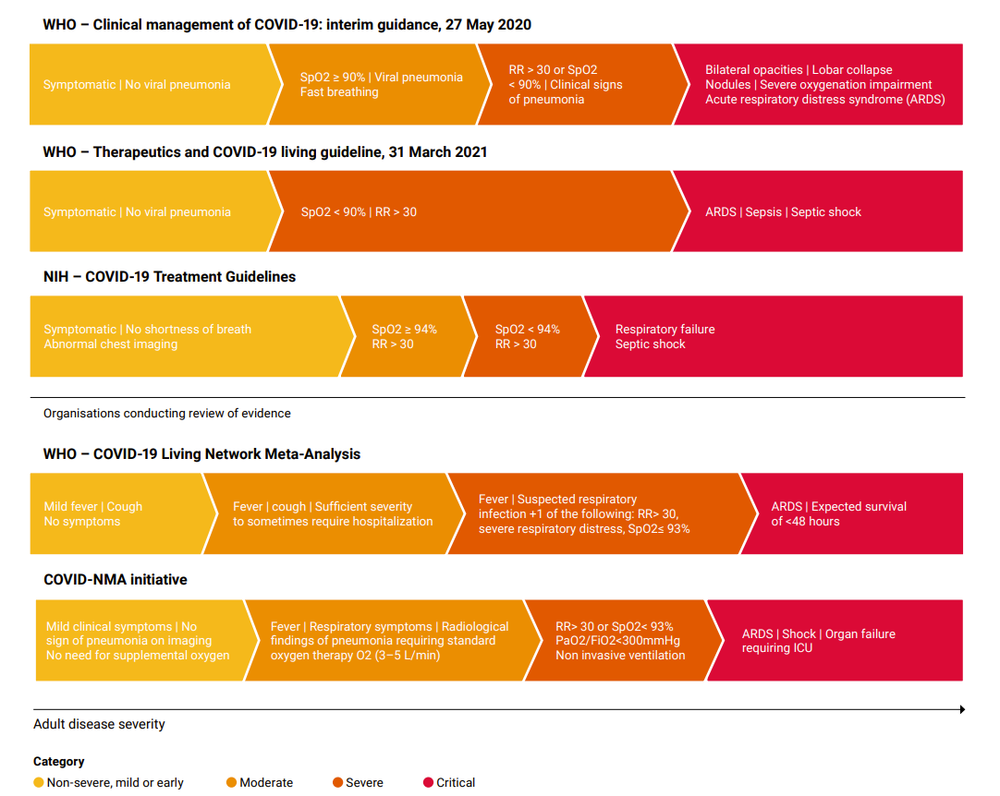 WHO – Clinical management of COVID-19: interim guidance, 27 May 2020
Symptomatic | No viral pneumonia
SpO2 ≥ 90% | Viral pneumonia
Fast breathing
RR > 30 or SpO2
< 90% | Clinical signs
of pneumonia
Bilateral opacities | Lobar collapse
Nodules | Severe oxygenation impairment
Acute respiratory distress syndrome (ARDS)
WHO – Therapeutics and COVID-19 living guideline, 31 March 2021
Symptomatic | No viral pneumonia
SpO2 < 90% | RR > 30
ARDS | Sepsis | Septic shock
NIH – COVID-19 Treatment Guidelines
Symptomatic | No shortness of breath
Abnormal chest imaging
SpO2 ≥ 94%
RR > 30
SpO2 < 94%
RR > 30
Respiratory failure
Septic shock
Organisations conducting review of evidence
WHO – COVID-19 Living Network Meta-Analysis
Mild fever | Cough
No symptoms
Fever | cough | Sufficient severity
to sometimes require hospitalization
Fever | Suspected respiratory
infection +1 of the following: RR> 30,
severe respiratory distress, SpO2≤ 93%
ARDS | Expected survival
of <48 hours
COVID-NMA initiative
Mild clinical symptoms | No
sign of pneumonia on imaging
No need for supplemental oxygen
Fever | Respiratory symptoms | Radiological
findings of pneumonia requiring standard
oxygen therapy O2 (3–5 L/min)
RR> 30 or SpO2< 93%
PaO2/FiO2<300mmHg
Non invasive ventilation
ARDS | Shock | Organ failure
requiring ICU
Adult disease severity
Category
Non-severe, mild or early
Moderate
Severe
Critical